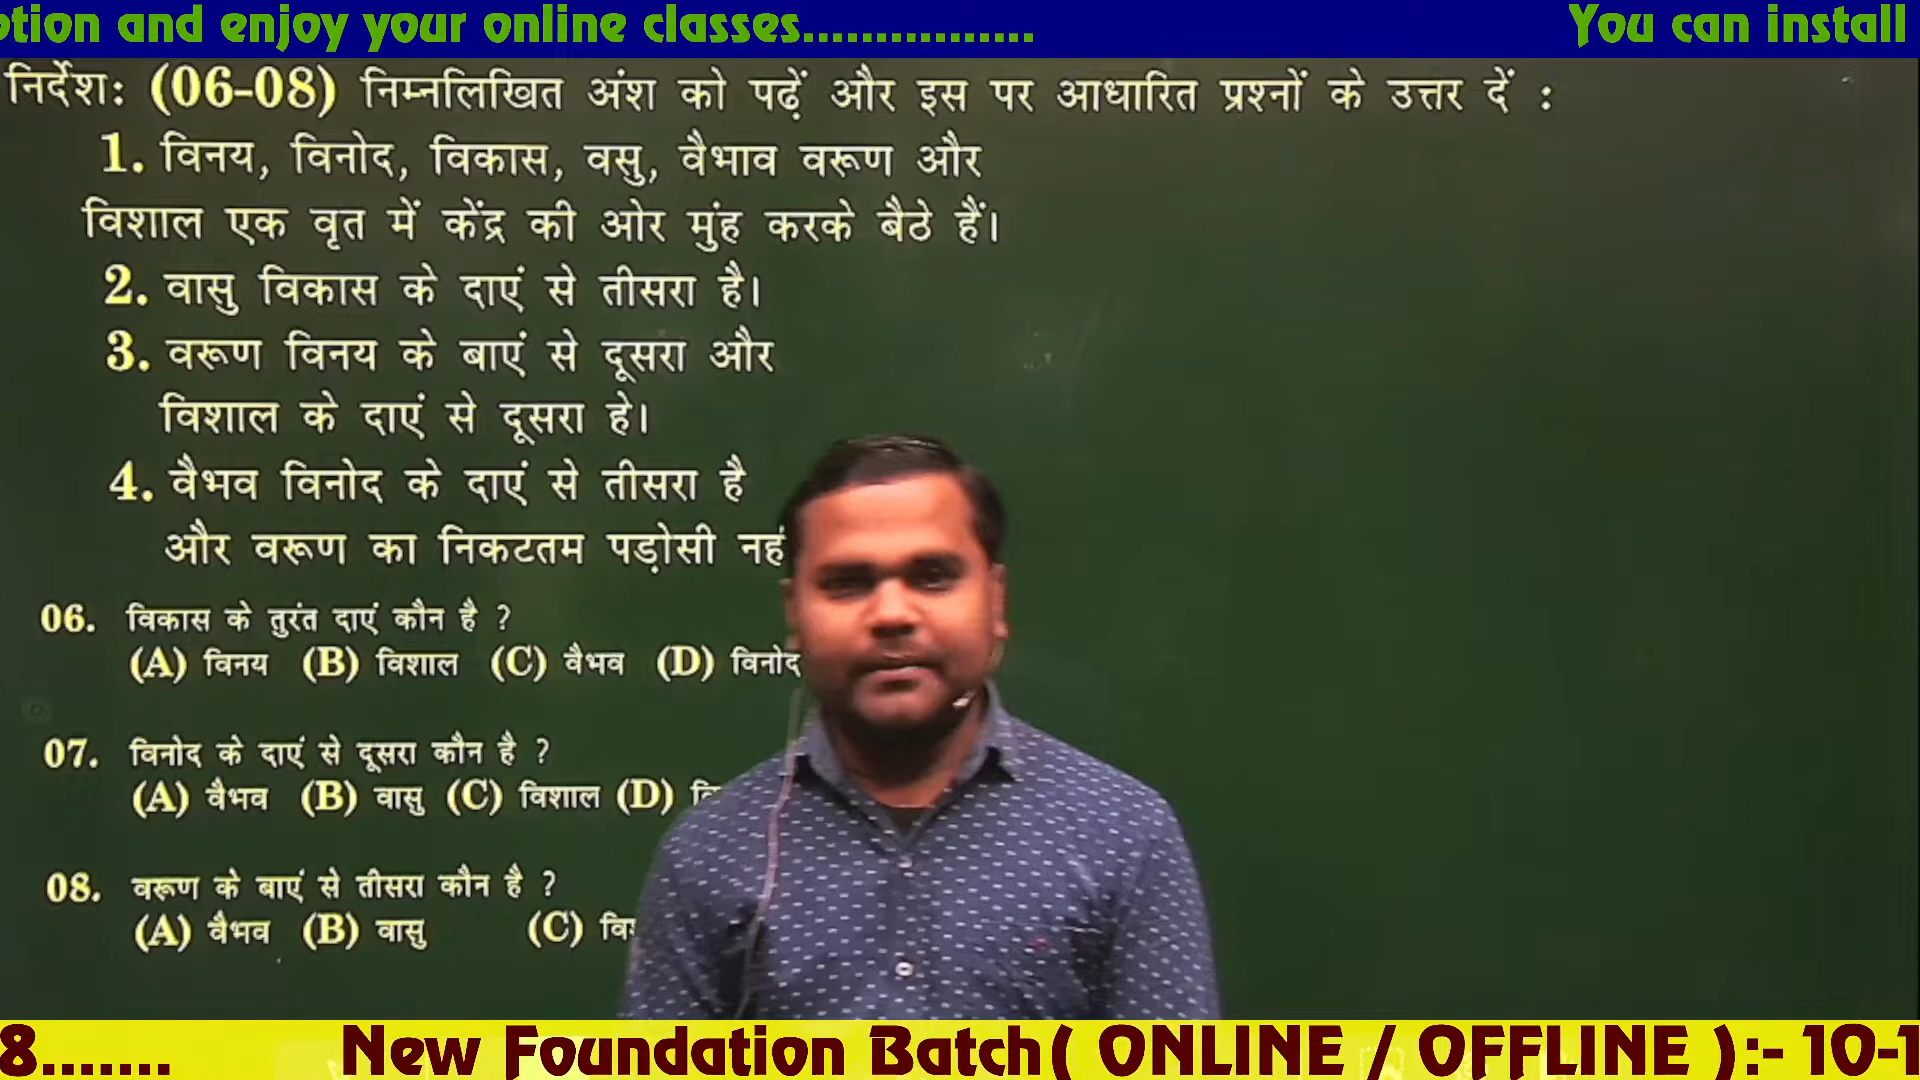 ption and enjoy your online classes................ You can install
निर्देश: (06-08) निम्नलिखित अंश को पढ़ें और इस पर आधारित प्रश्नों के उत्तर दें :
1. विनय, विनोद, विकास, वसु, वैभाव वरूण और
विशाल एक वृत में केंद्र की ओर मुंह करके बैठे हैं।
2. वासु विकास के दाएं से तीसरा है।
3. वरूण विनय के बाएं से दूसरा और
विशाल के दाएं से दूसरा हे।
4. वैभव विनोद के दाएं से तीसरा है
और वरूण का निकटतम पड़ोसी
06. विकास के तुरंत दाएं कौन है ?
(A) विनय (B) विशाल (C) वैभव (D) विनोद
07. विनोद के दाएं से दूसरा कौन है ?
(A) वैभव (B) वासु (C) विशाल (D)
08. वरूण के बाएं से तीसरा कौन है ?
(A) वैभव (B) वासु (C)
8....... New Foundation Batch( ONLINE / OFFLINE ):- 10-1